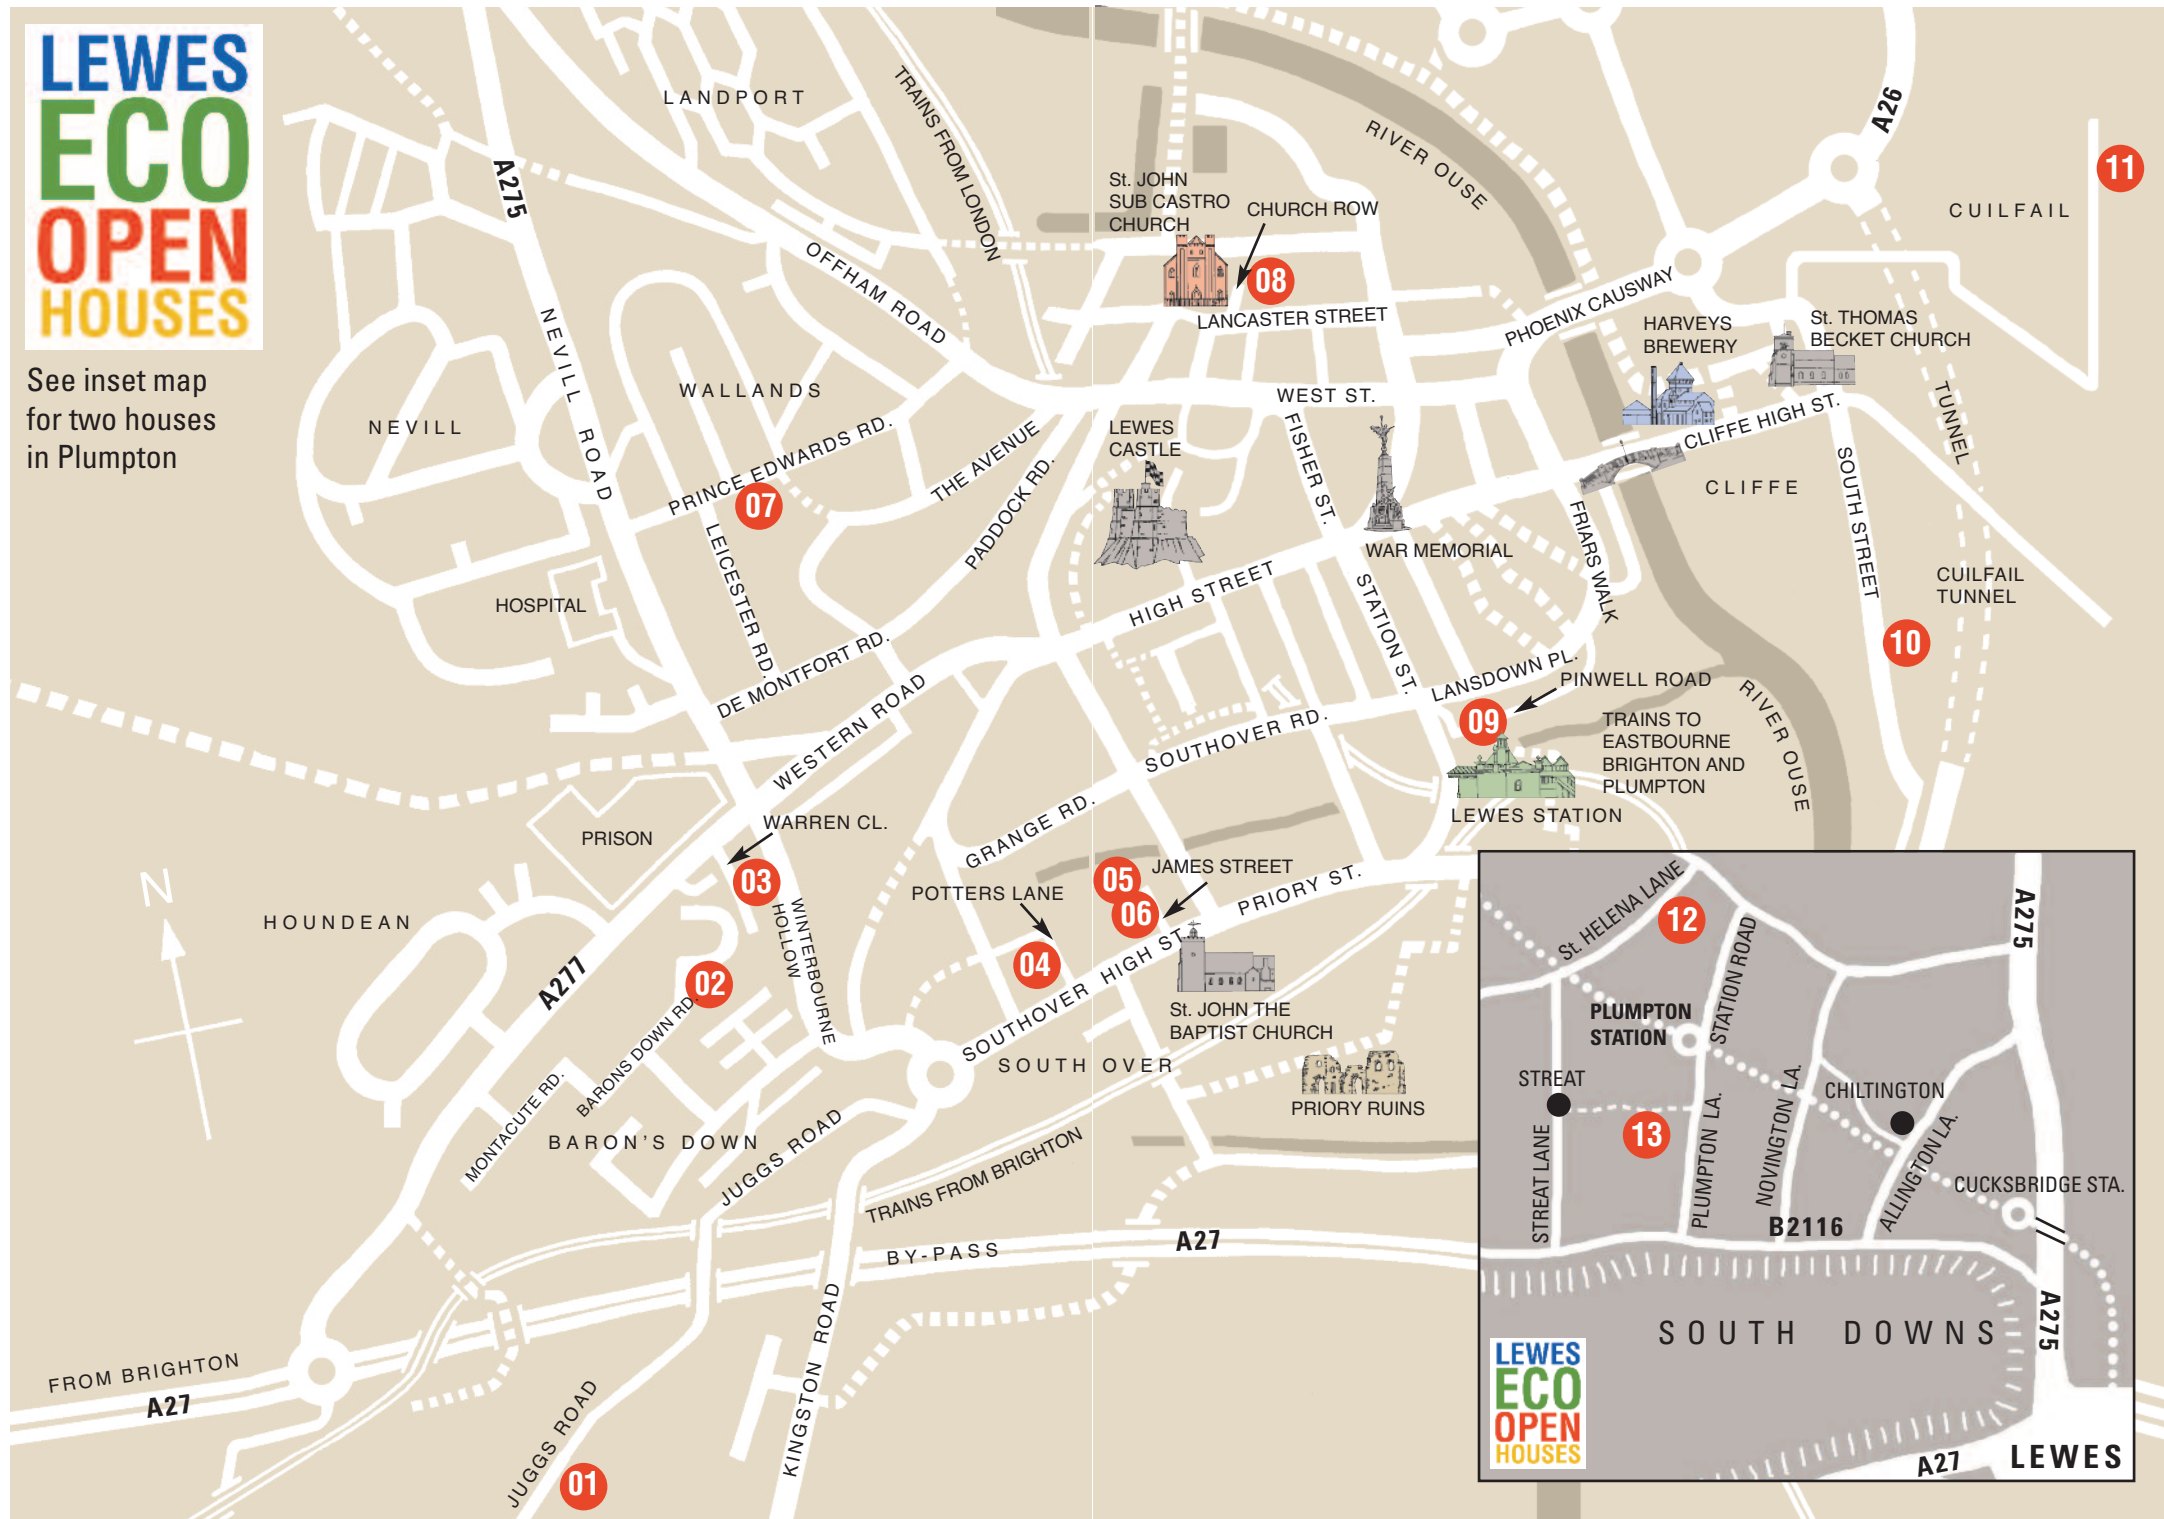 LEWES
ECO
OPEN
HOUSES
See inset map
for two houses
in Plumpton
LANDPORT
TRAINS FROM LONDON
A275
NEVILL ROAD
OFFHAM ROAD
St. JOHN
SUB CASTRO
CHURCH
CHURCH ROW
08
LANCASTER STREET
RIVER OUSE
A26
11
CUILFAIL
PHOENIX CAUSWAY
HARVEYS
BREWERY
St. THOMAS
BECKET CHURCH
TUNNEL
WALLANDS
NEVILL
PRINCE EDWARDS RD.
07
THE AVENUE
PADDOCK RD.
LEWES
CASTLE
WEST ST.
FISHER ST.
WAR MEMORIAL
CLIFFE HIGH ST.
CLIFFE
SOUTH STREET
FRIARS WALK
CUILFAIL
TUNNEL
10
HOSPITAL
LEICESTER RD.
DE MONTFORT RD.
HIGH STREET
STATION ST.
LANSDOWN PL.
PINWELL ROAD
09
TRAINS TO
EASTBOURNE
BRIGHTON AND
PLUMPTON
LEWES STATION
RIVER OUSE
WESTERN ROAD
SOUTHOVER RD.
GRANGE RD.
PRISON
WARREN CL.
03
WINTERBOURNE
HOLLOW
N
HOUNDEAN
A277
02
BARONS DOWN RD.
MONTACUTE RD.
BARON'S DOWN
POTTERS LANE
04
05
06
JAMES STREET
PRIORY ST.
SOUTHOVER HIGH ST.
St. JOHN THE
BAPTIST CHURCH
SOUTH OVER
PRIORY RUINS
JUGGS ROAD
TRAINS FROM BRIGHTON
BY-PASS
A27
KINGSTON ROAD
FROM BRIGHTON
A27
JUGGS ROAD
01
St. HELENA LANE
12
STATION ROAD
A275
PLUMPTON
STATION
STREAT
CHILTINGTON
13
STREAT LANE
PLUMPTON LA.
NOVINGTON LA.
ALLINGTON LA.
CUCKSBRIDGE STA.
B2116
SOUTH DOWNS
A275
LEWES
ECO
OPEN
HOUSES
A27
LEWES